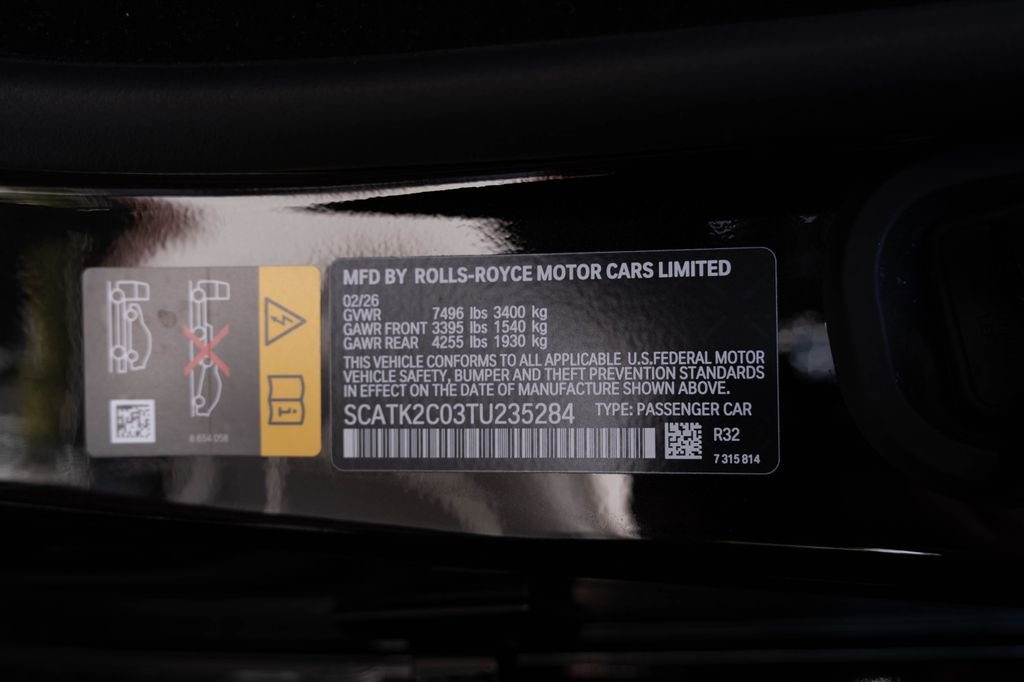 MFD BY ROLLS-ROYCE MOTOR CARS LIMITED
02/26
GVWR 7496 lbs 3400 kg
GAWR FRONT 3395 lbs 1540 kg
GAWR REAR 4255 lbs 1930 kg
THIS VEHICLE CONFORMS TO ALL APPLICABLE U.S.FEDERAL MOTOR
VEHICLE SAFETY, BUMPER AND THEFT PREVENTION STANDARDS
IN EFFECT ON THE DATE OF MANUFACTURE SHOWN ABOVE.
SCATK2C03TU235284 TYPE: PASSENGER CAR
R32
7 315 814
8 654 058